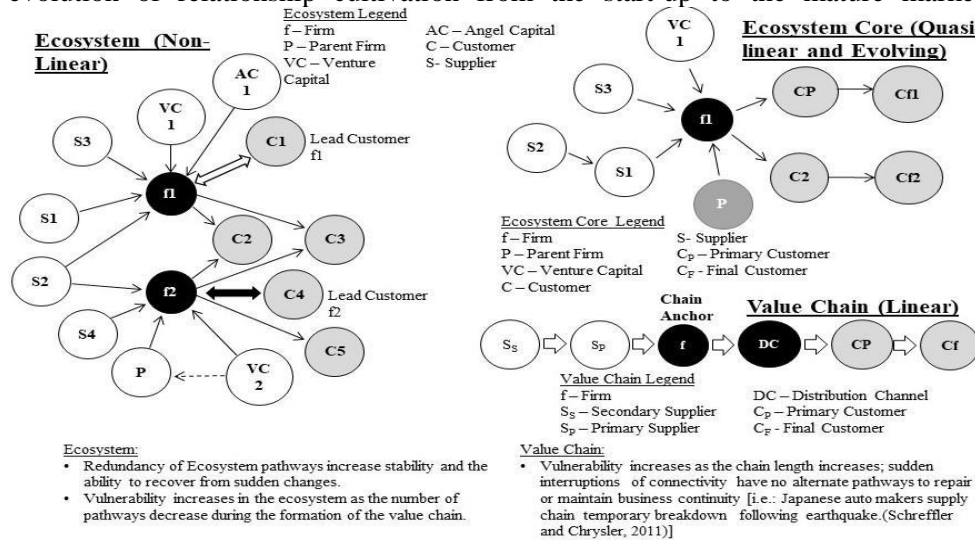 evolution of relationship cultivation from the start-up to the mature
Ecosystem (Non-
Linear)
Ecosystem Legend
f – Firm
P – Parent Firm
VC – Venture
Capital
AC – Angel Capital
C – Customer
S- Supplier
AC
1
VC
1
S3
C1
Lead Customer
f1
f1
S1
C2
C3
S2
f2
C4
Lead Customer
f2
S4
C5
P
VC
2
Ecosystem:
• Redundancy of Ecosystem pathways increase stability and the
ability to recover from sudden changes.
• Vulnerability increases in the ecosystem as the number of
pathways decrease during the formation of the value chain.
Ecosystem Core (Quasi
linear and Evolving)
VC
1
S3
CP
Cf1
f1
S2
S1
C2
Cf2
P
Ecosystem Core Legend
f – Firm
P – Parent Firm
VC – Venture Capital
C – Customer
S- Supplier
CP – Primary Customer
CF - Final Customer
Chain
Anchor
Value Chain (Linear)
SS
SP
f
DC
CP
Cf
Value Chain Legend
f – Firm
SS – Secondary Supplier
SP – Primary Supplier
DC – Distribution Channel
CP – Primary Customer
CF - Final Customer
Value Chain:
• Vulnerability increases as the chain length increases; sudden
interruptions of connectivity have no alternate pathways to repair
or maintain business continuity [i.e.: Japanese auto makers supply
chain temporary breakdown following earthquake.(Schreffler
and Chrysler, 2011)]